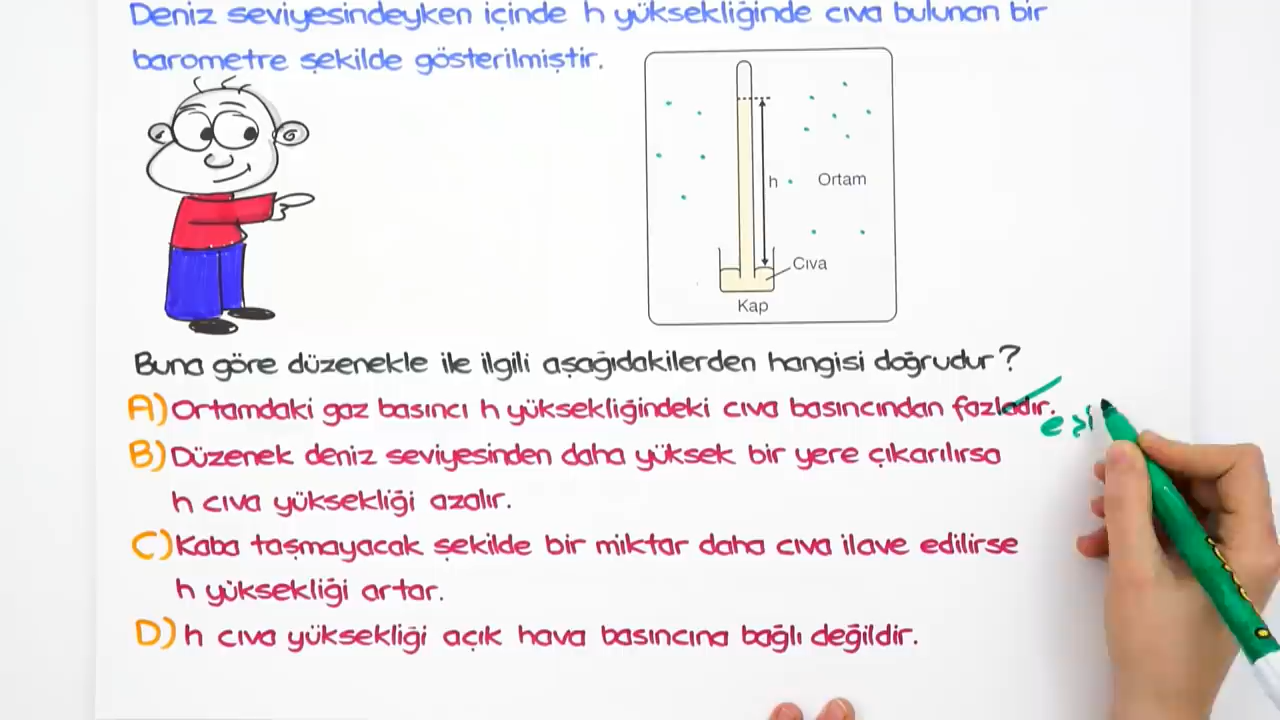 Deniz seviyesindeyken içinde h yüksekliğinde cıva bulunan bir
barometre şekilde gösterilmiştir.
h
Ortam
Cıva
Kap
Buna göre düzenekle ile ilgili aşağıdakilerden hangisi doğrudur?
A) Ortamdaki gaz basıncı h yüksekliğindeki cıva basıncından fazladır.
eşi
B) Düzenek deniz seviyesinden daha yüksek bir yere çıkarılırsa
h cıva yüksekliği azalır.
C) Kaba taşmayacak şekilde bir miktar daha cıva ilave edilirse
h yüksekliği artar.
D) h cıva yüksekliği açık hava basıncına bağlı değildir.